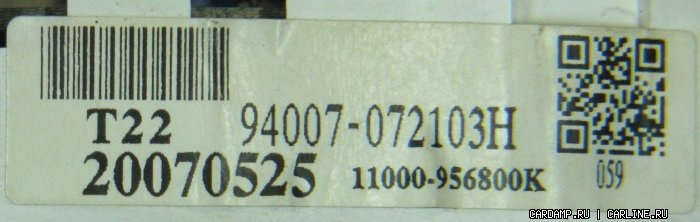 T22 94007-072103H
20070525 11000-956800K 059
CARDAMP.RU | CARLINE.RU